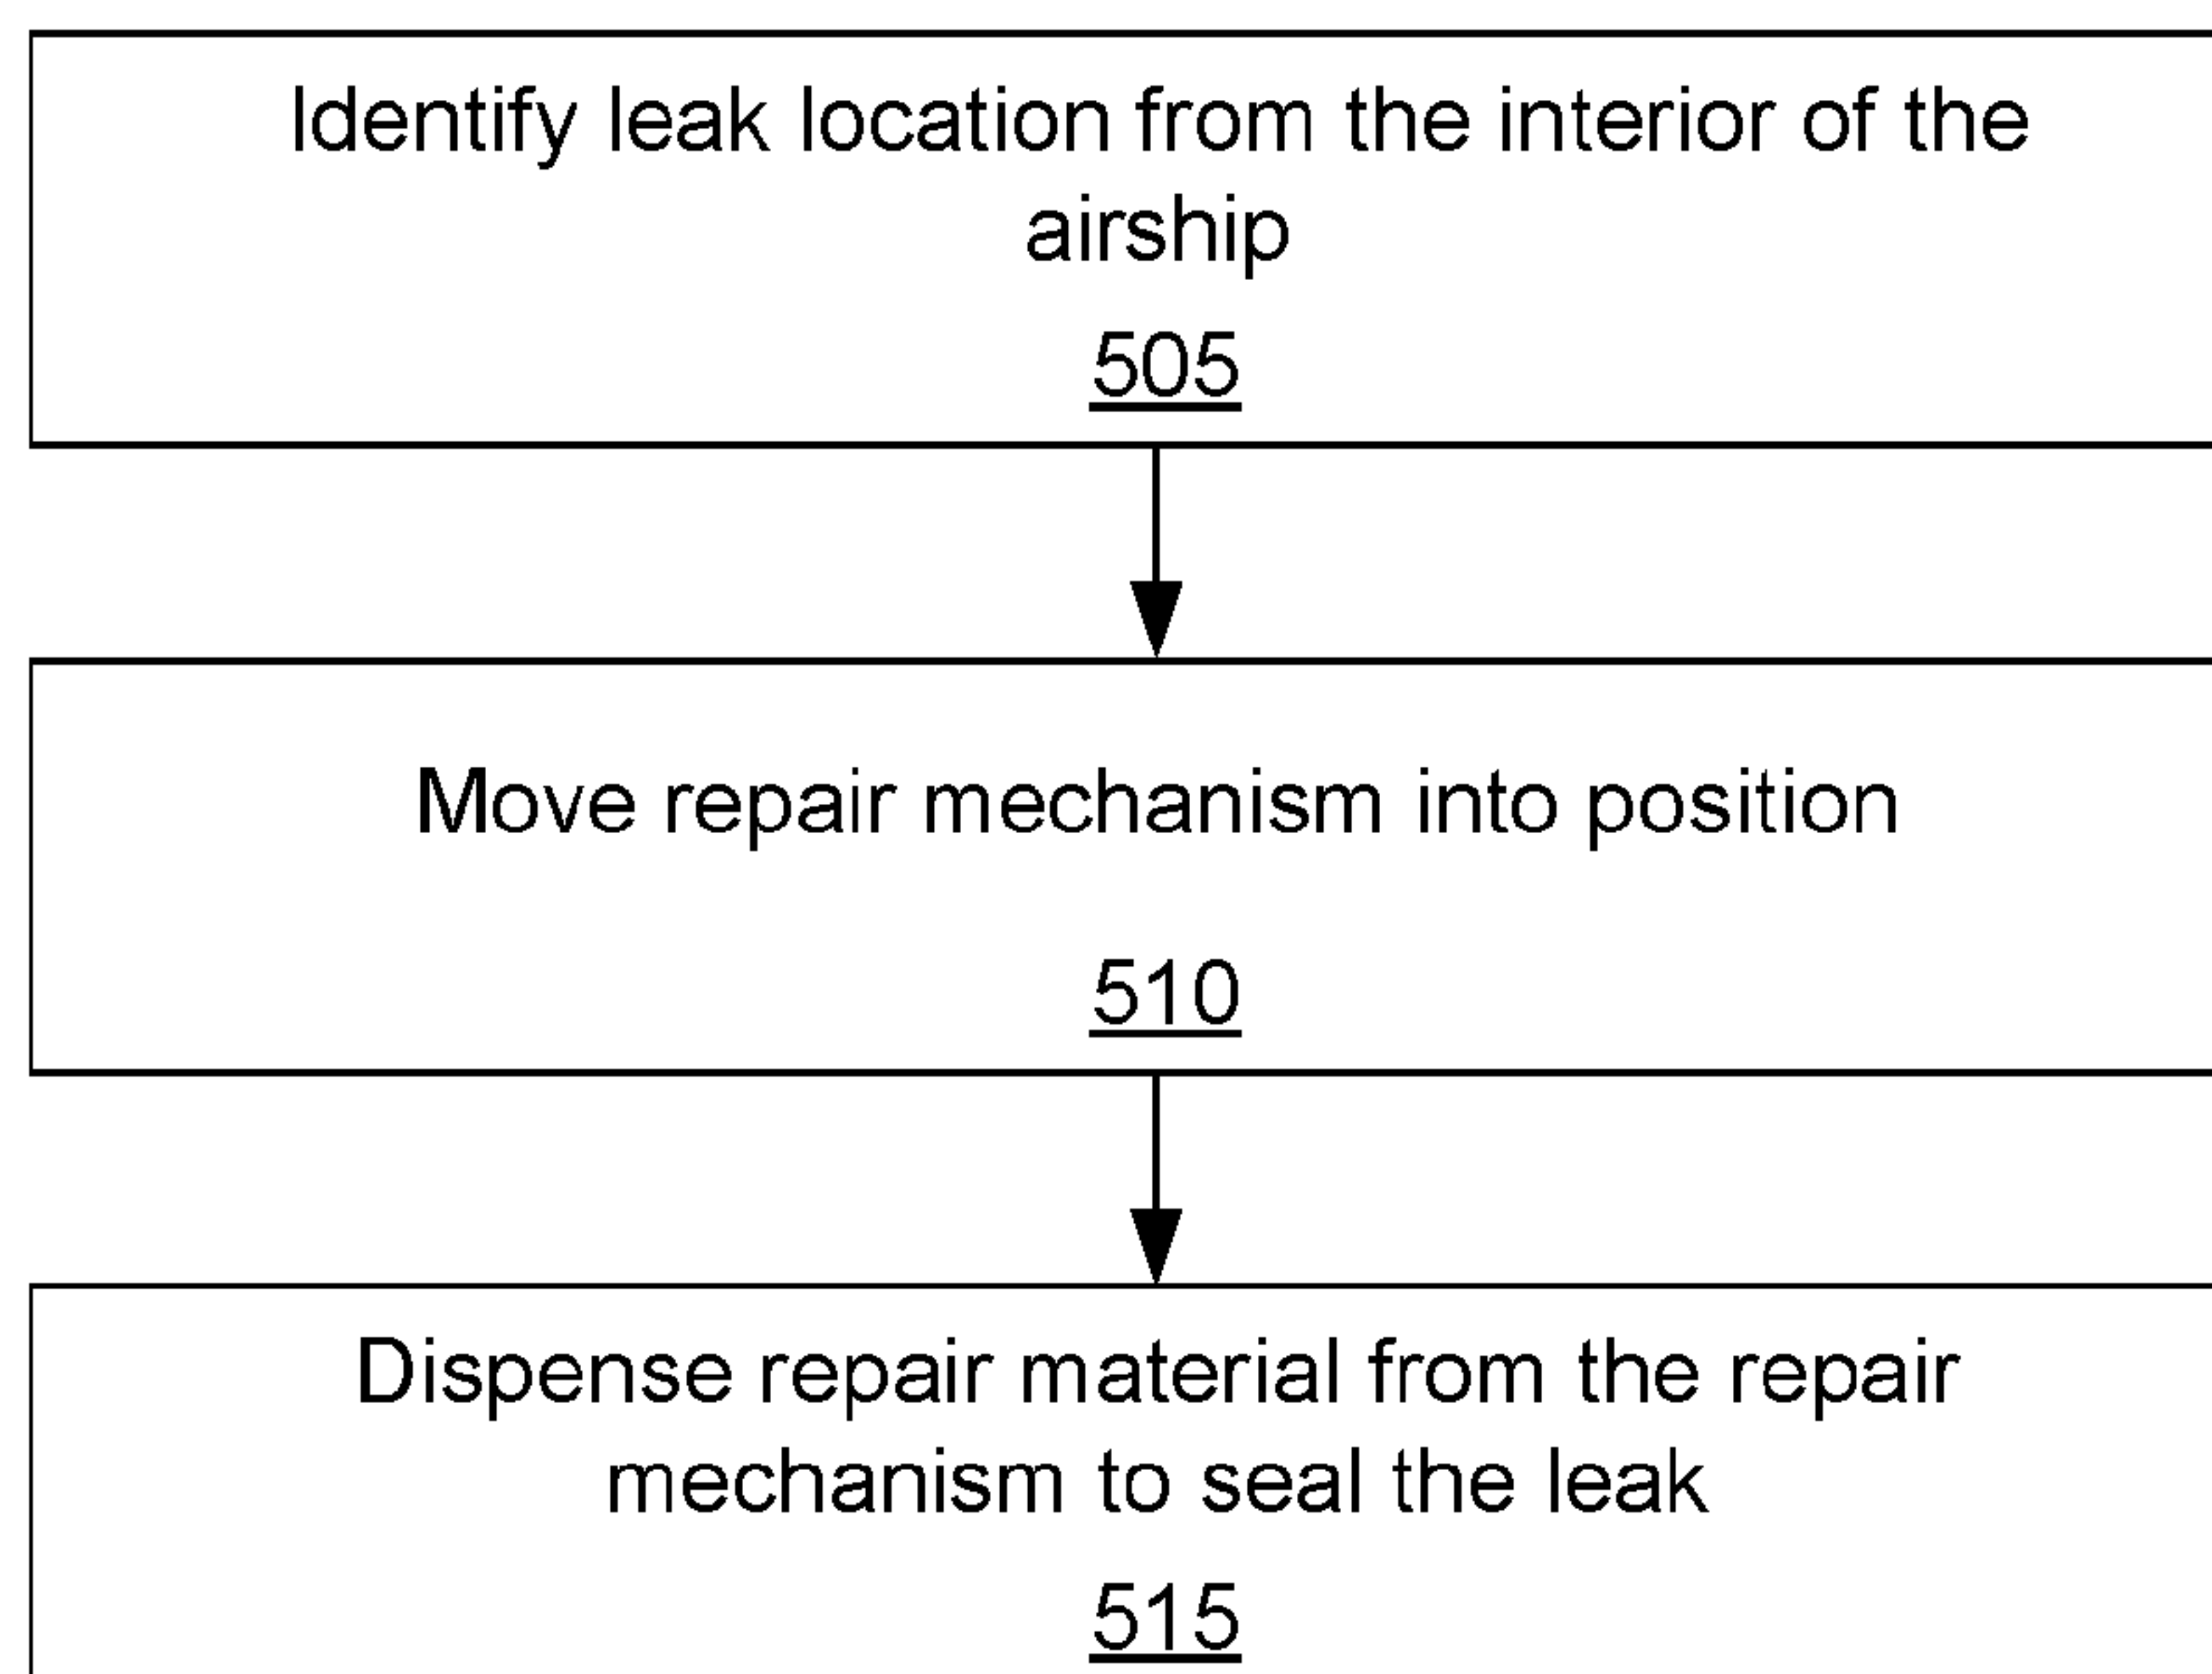 Identify leak location from the interior of the
airship
505
Move repair mechanism into position
510
Dispense repair material from the repair
mechanism to seal the leak
515